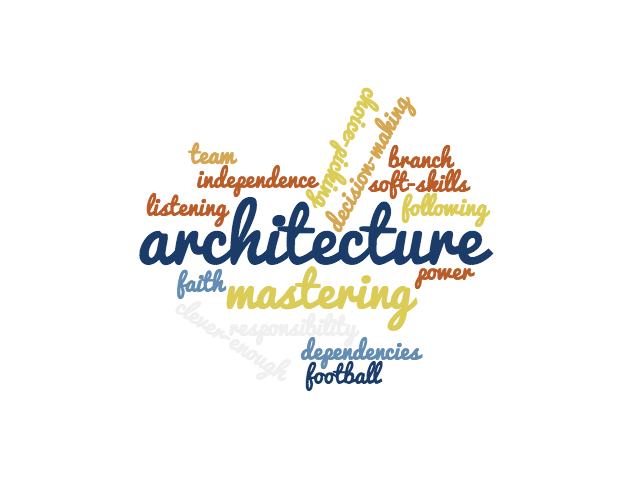 choice-picking
decision-making
team
branch
independence
soft-skills
listening
following
architecture
power
faith
mastering
clever-enough
responsibility
dependencies
football